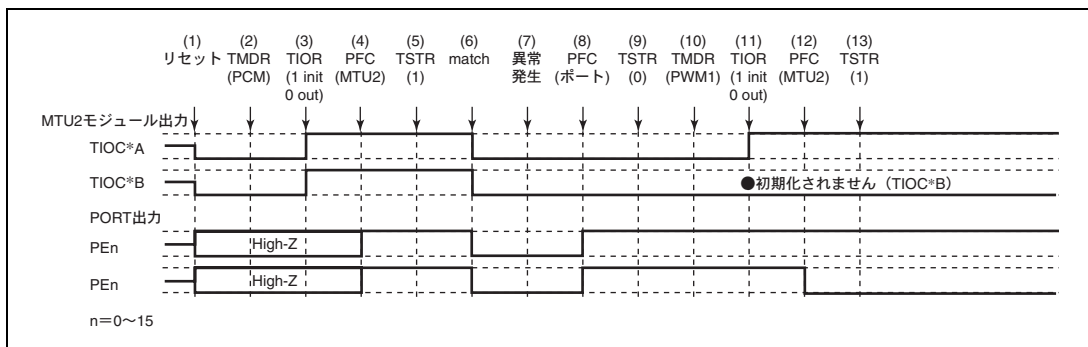 (1) (2) (3) (4) (5) (6) (7) (8) (9) (10) (11) (12) (13)
リセット TMDR TIOR PFC TSTR match 異常 PFC TSTR TMDR TIOR PFC TSTR
(PCM) (1 init (MTU2) (1) 発生 (ポート) (0) (PWM1) (1 init (MTU2) (1)
0 out) 0 out)
MTU2モジュール出力
TIOC*A
TIOC*B ●初期化されません（TIOC*B）
PORT出力
PEn High-Z
PEn High-Z
n＝0～15